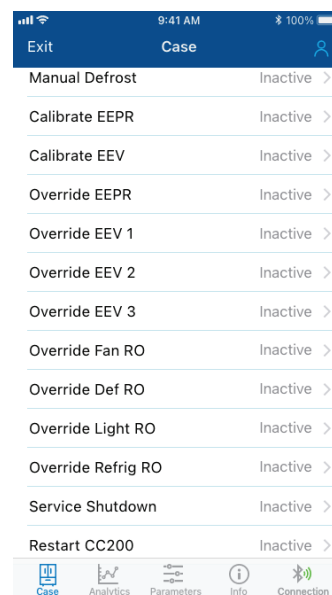 9:41 AM
100%
Exit
Case
Manual Defrost Inactive
Calibrate EEPR Inactive
Calibrate EEV Inactive
Override EEPR Inactive
Override EEV 1 Inactive
Override EEV 2 Inactive
Override EEV 3 Inactive
Override Fan RO Inactive
Override Def RO Inactive
Override Light RO Inactive
Override Refrig RO Inactive
Service Shutdown Inactive
Restart CC200 Inactive
Case Analytics Parameters Info Connection